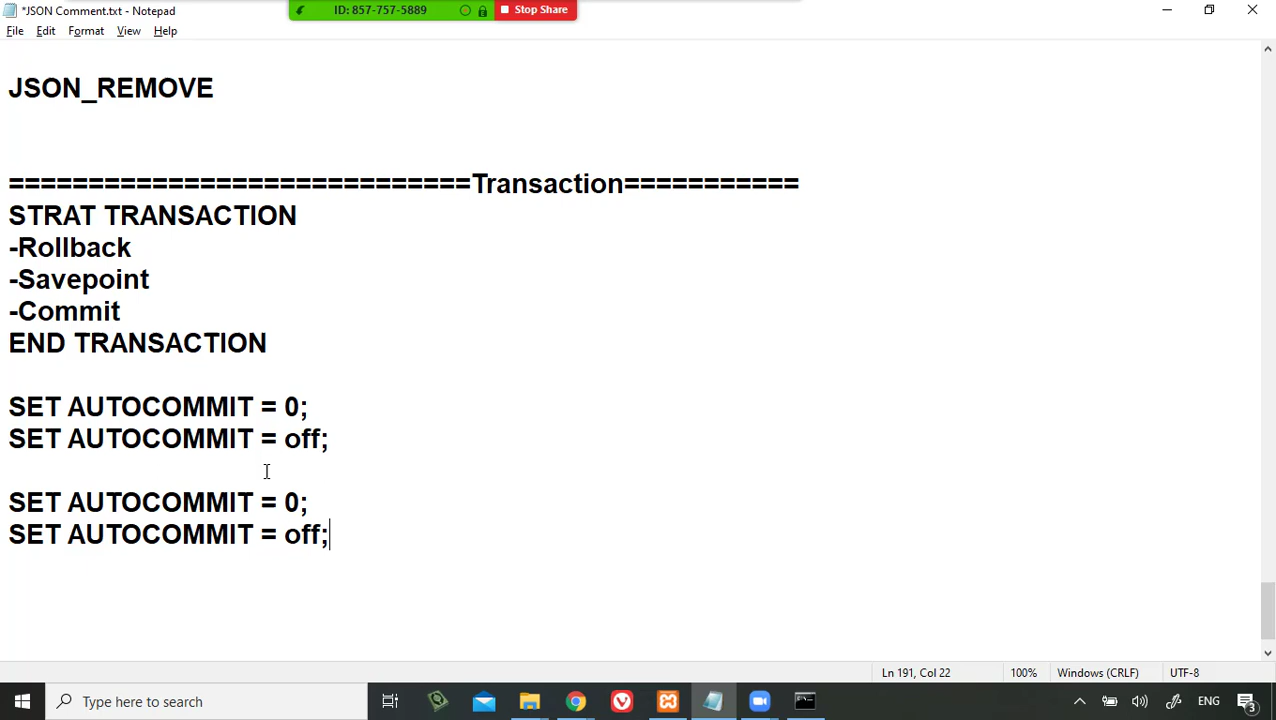 *JSON Comment.txt - Notepad
ID: 857-757-5889
Stop Share
File Edit Format View Help
JSON_REMOVE
=============================Transaction===========
STRAT TRANSACTION
-Rollback
-Savepoint
-Commit
END TRANSACTION
SET AUTOCOMMIT = 0;
SET AUTOCOMMIT = off;
SET AUTOCOMMIT = 0;
SET AUTOCOMMIT = off;
Ln 191, Col 22
100%
Windows (CRLF)
UTF-8
Type here to search
ENG
3